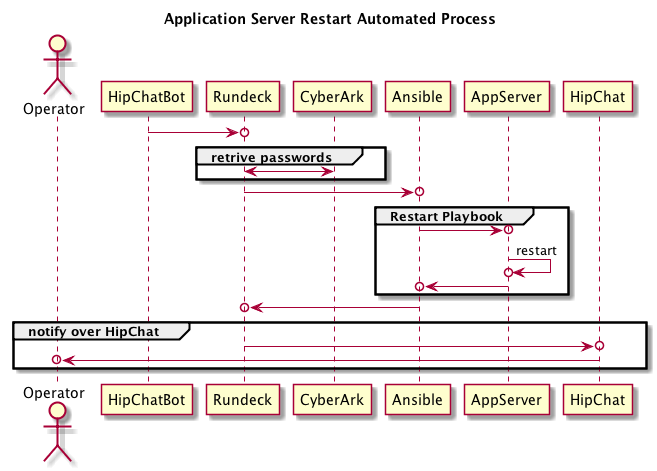 Application Server Restart Automated Process
Operator
HipChatBot
Rundeck
CyberArk
Ansible
AppServer
HipChat
retrive passwords
Restart Playbook
restart
notify over HipChat
Operator
HipChatBot
Rundeck
CyberArk
Ansible
AppServer
HipChat